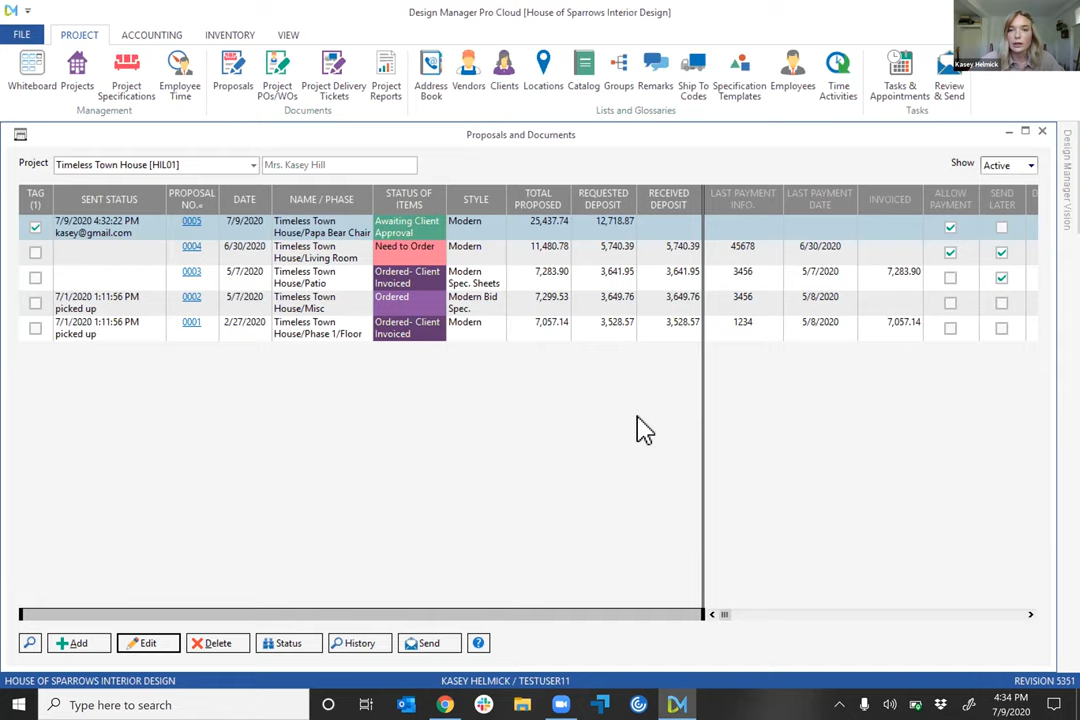 Design Manager Pro Cloud [House of Sparrows Interior Design]
Kasey Helmick
FILE PROJECT ACCOUNTING INVENTORY VIEW
Whiteboard Projects Project Specifications Employee Time Proposals Project POs/WOs Project Delivery Tickets Project Reports Address Book Vendors Clients Locations Catalog Groups Remarks Ship To Codes Specification Templates Employees Time Activities Tasks & Appointments Review & Send
Management Documents Lists and Glossaries Tasks
Proposals and Documents
Project Timeless Town House [HIL01] Mrs. Kasey Hill Show Active
Design Manager Vision
TAG (1) SENT STATUS PROPOSAL NO. DATE NAME / PHASE STATUS OF ITEMS STYLE TOTAL PROPOSED REQUESTED DEPOSIT RECEIVED DEPOSIT LAST PAYMENT INFO. LAST PAYMENT DATE INVOICED ALLOW PAYMENT SEND LATER
7/9/2020 4:32:22 PM 0005 7/9/2020 Timeless Town Awaiting Client Modern 25,437.74 12,718.87
kasey@gmail.com House/Papa Bear Chair Approval
0004 6/30/2020 Timeless Town Need to Order Modern 11,480.78 5,740.39 5,740.39 45678 6/30/2020
House/Living Room
0003 5/7/2020 Timeless Town Ordered- Client Modern 7,283.90 3,641.95 3,641.95 3456 5/7/2020 7,283.90
House/Patio Invoiced Spec. Sheets
7/1/2020 1:11:56 PM 0002 5/7/2020 Timeless Town Ordered Modern Bid 7,299.53 3,649.76 3,649.76 3456 5/8/2020
picked up House/Misc Spec.
7/1/2020 1:11:56 PM 0001 2/27/2020 Timeless Town Ordered- Client Modern 7,057.14 3,528.57 3,528.57 1234 5/8/2020 7,057.14
picked up House/Phase 1/Floor Invoiced
Add Edit Delete Status History Send
HOUSE OF SPARROWS INTERIOR DESIGN KASEY HELMICK / TESTUSER11 REVISION 5351
Type here to search
4:34 PM
7/9/2020